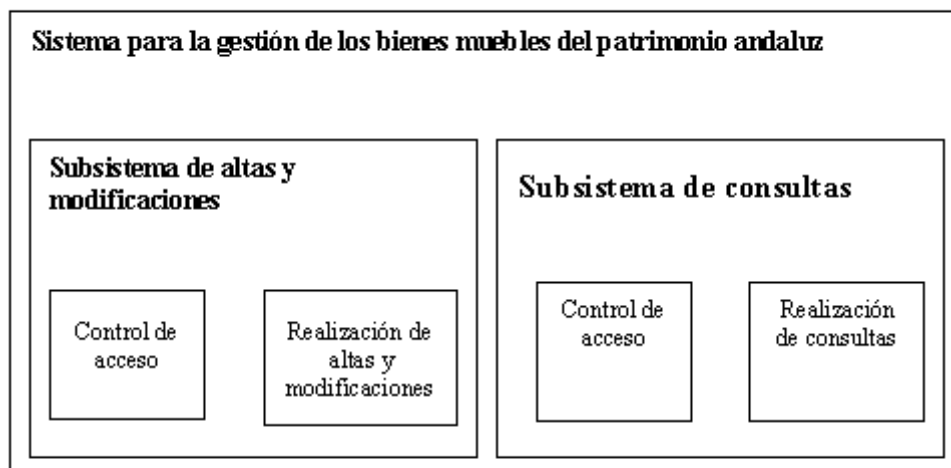 Sistema para la gestión de los bienes muebles del patrimonio andaluz
Subsistema de altas y
modificaciones
Control de
acceso
Realización de
altas y
modificaciones
Subsistema de consultas
Control de
acceso
Realización
de consultas